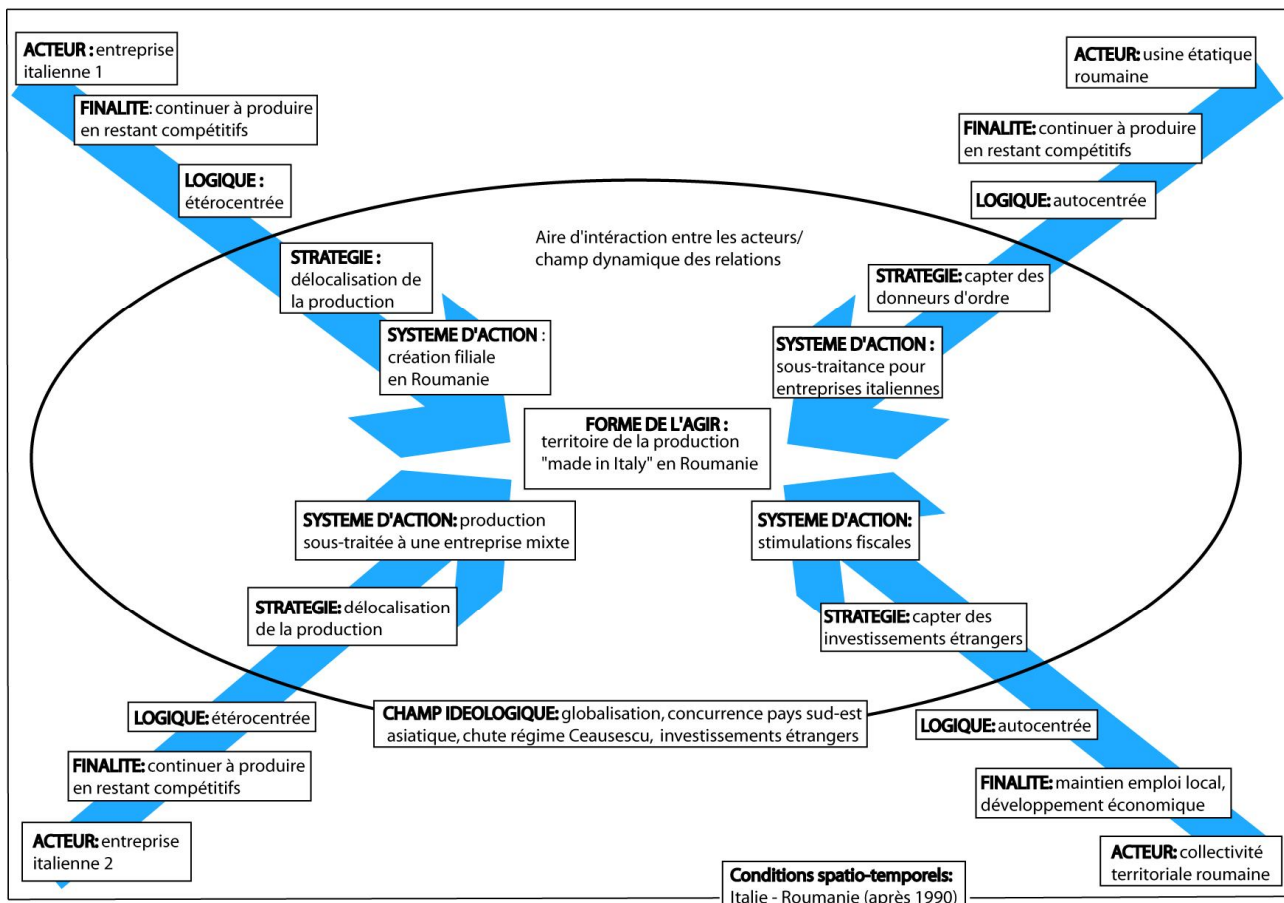 ACTEUR : entreprise
italienne 1
FINALITE: continuer à produire
en restant compétitifs
LOGIQUE :
étérocentrée
STRATEGIE :
délocalisation de
la production
SYSTEME D'ACTION :
création filiale
en Roumanie
ACTEUR: usine étatique
roumaine
FINALITE: continuer à produire
en restant compétitifs
LOGIQUE: autocentrée
STRATEGIE: capter des
donneurs d'ordre
SYSTEME D'ACTION :
sous-traitance pour
entreprises italiennes
Aire d'intéraction entre les acteurs/
champ dynamique des relations
FORME DE L'AGIR :
territoire de la production
"made in Italy" en Roumanie
SYSTEME D'ACTION: production
sous-traitée à une entreprise mixte
STRATEGIE: délocalisation
de la production
LOGIQUE: étérocentrée
FINALITE: continuer à produire
en restant compétitifs
ACTEUR: entreprise
italienne 2
SYSTEME D'ACTION:
stimulations fiscales
STRATEGIE: capter des
investissements étrangers
LOGIQUE: autocentrée
FINALITE: maintien emploi local,
développement économique
ACTEUR: collectivité
territoriale roumaine
CHAMP IDEOLOGIQUE: globalisation, concurrence pays sud-est
asiatique, chute régime Ceausescu, investissements étrangers
Conditions spatio-temporels:
Italie - Roumanie (après 1990)